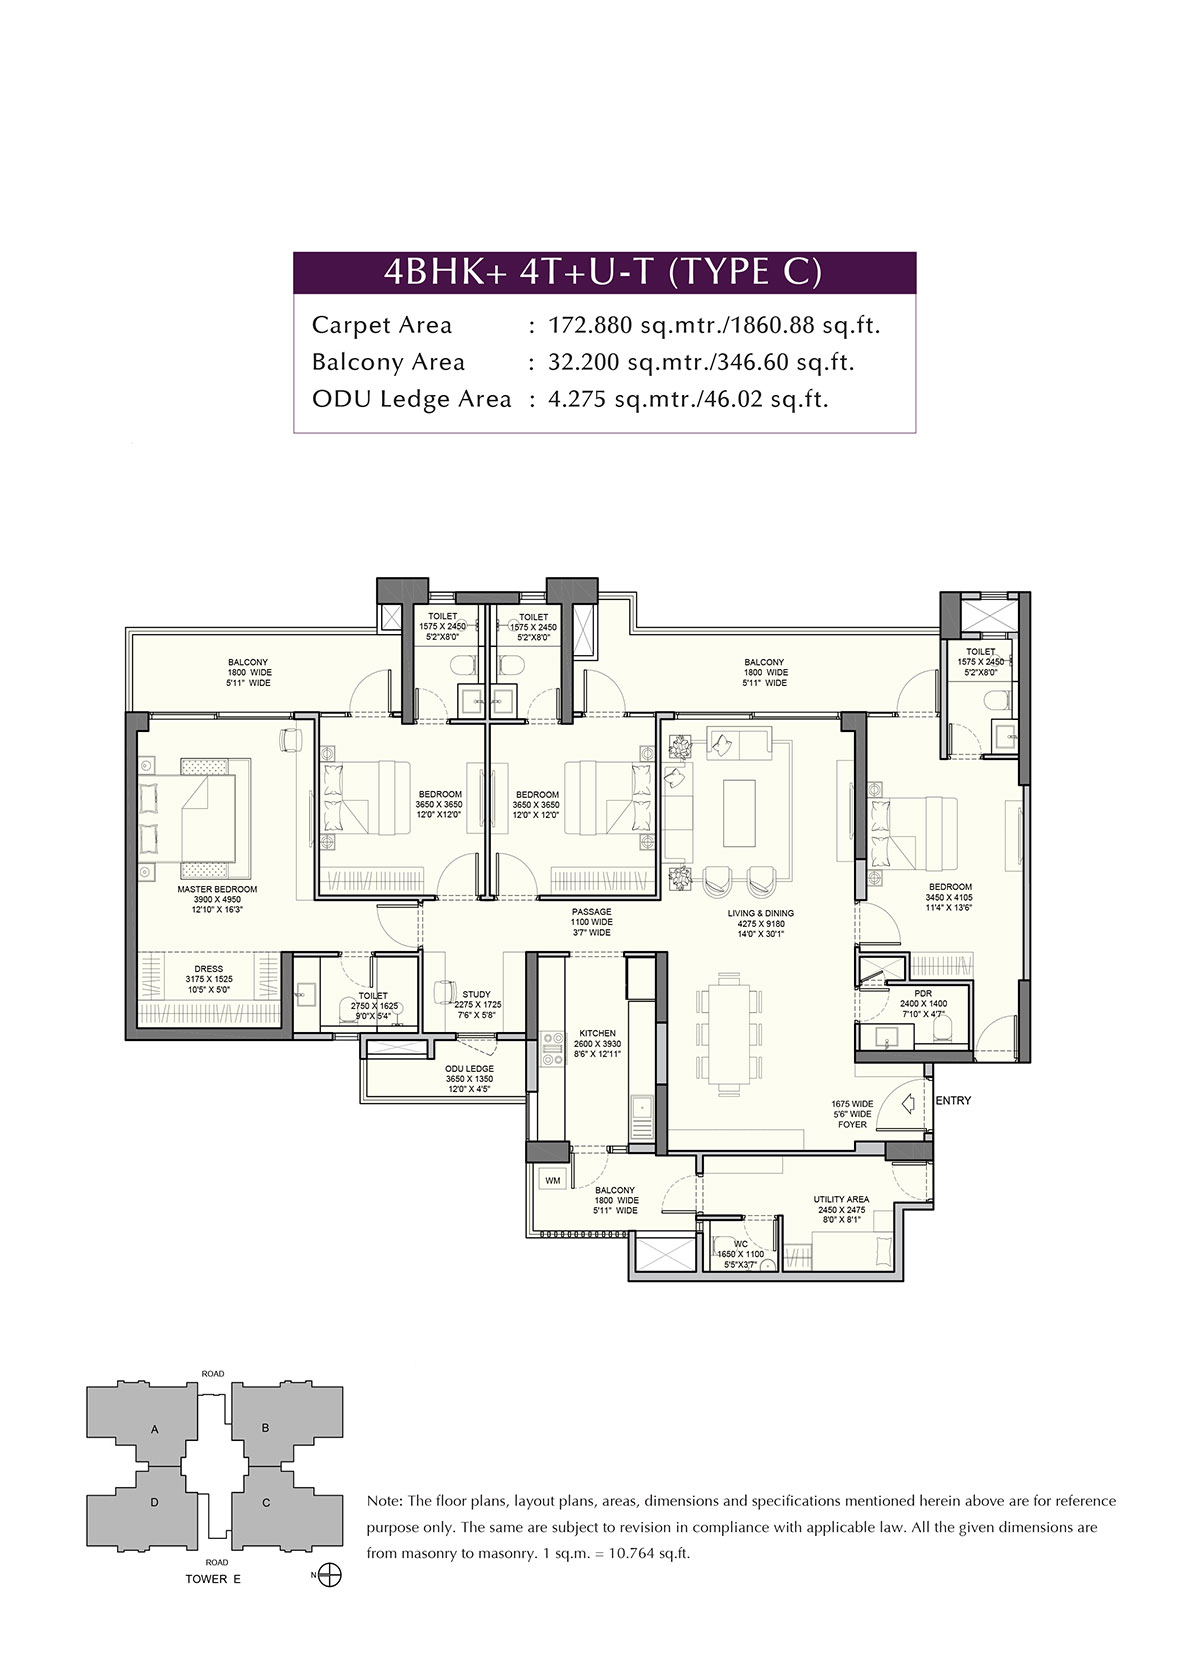 4BHK+ 4T+U-T (TYPE C)
Carpet Area : 172.880 sq.mtr./1860.88 sq.ft.
Balcony Area : 32.200 sq.mtr./346.60 sq.ft.
ODU Ledge Area : 4.275 sq.mtr./46.02 sq.ft.
TOILET
1575 X 2450
5'2"X8'0"
TOILET
1575 X 2450
5'2"X8'0"
BALCONY
1800 WIDE
5'11" WIDE
BALCONY
1800 WIDE
5'11" WIDE
TOILET
1575 X 2450
5'2"X8'0"
BEDROOM
3650 X 3650
12'0" X12'0"
BEDROOM
3650 X 3650
12'0" X 12'0"
MASTER BEDROOM
3900 X 4950
12'10" X 16'3"
BEDROOM
3450 X 4105
11'4" X 13'6"
PASSAGE
1100 WIDE
3'7" WIDE
LIVING & DINING
4275 X 9180
14'0" X 30'1"
DRESS
3175 X 1525
10'5" X 5'0"
TOILET
2750 X 1625
9'0"X 5'4"
STUDY
2275 X 1725
7'6" X 5'8"
PDR
2400 X 1400
7'10" X 4'7"
KITCHEN
2600 X 3930
8'6" X 12'11"
ODU LEDGE
3650 X 1350
12'0" X 4'5"
1675 WIDE
5'6" WIDE
FOYER
ENTRY
WM
BALCONY
1800 WIDE
5'11" WIDE
UTILITY AREA
2450 X 2475
8'0" X 8'1"
WC
1650 X 1100
5'5"X3'7"
ROAD
A
B
D
C
ROAD
TOWER E
N
Note: The floor plans, layout plans, areas, dimensions and specifications mentioned herein above are for reference
purpose only. The same are subject to revision in compliance with applicable law. All the given dimensions are
from masonry to masonry. 1 sq.m. = 10.764 sq.ft.